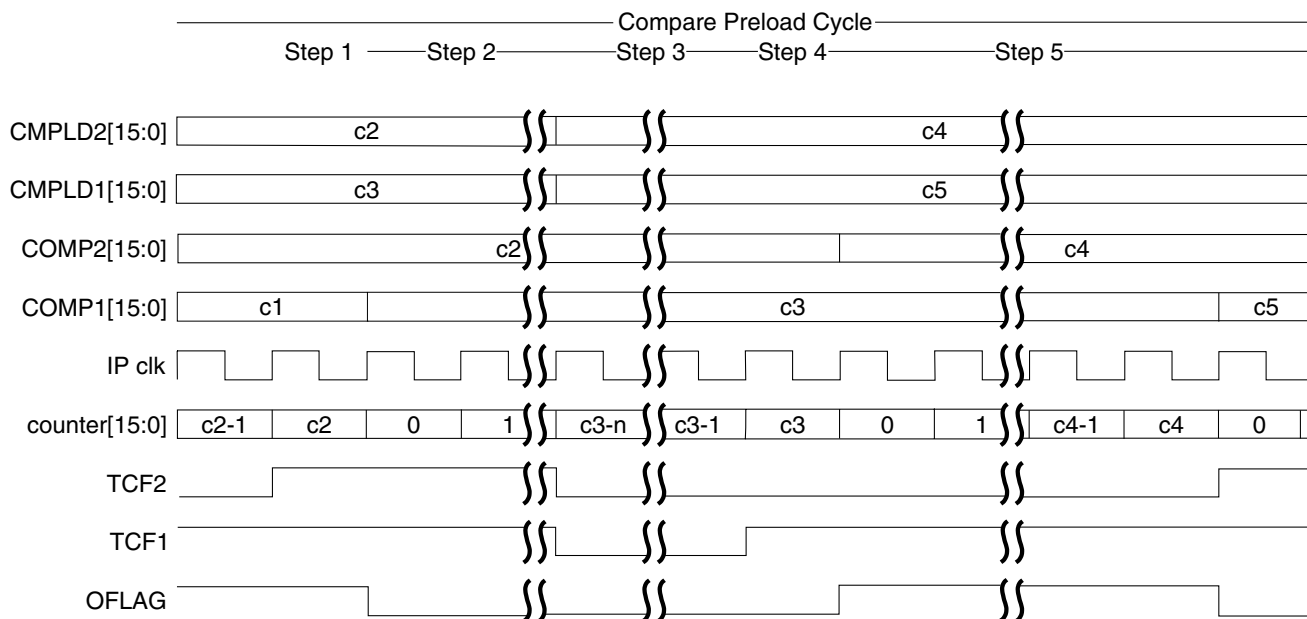 Compare Preload Cycle
Step 1 Step 2 Step 3 Step 4 Step 5
CMPLD2[15:0] c2 c4
CMPLD1[15:0] c3 c5
COMP2[15:0] c2 c4
COMP1[15:0] c1 c3 c5
IP clk
counter[15:0] c2-1 c2 0 1 c3-n c3-1 c3 0 1 c4-1 c4 0
TCF2
TCF1
OFLAG